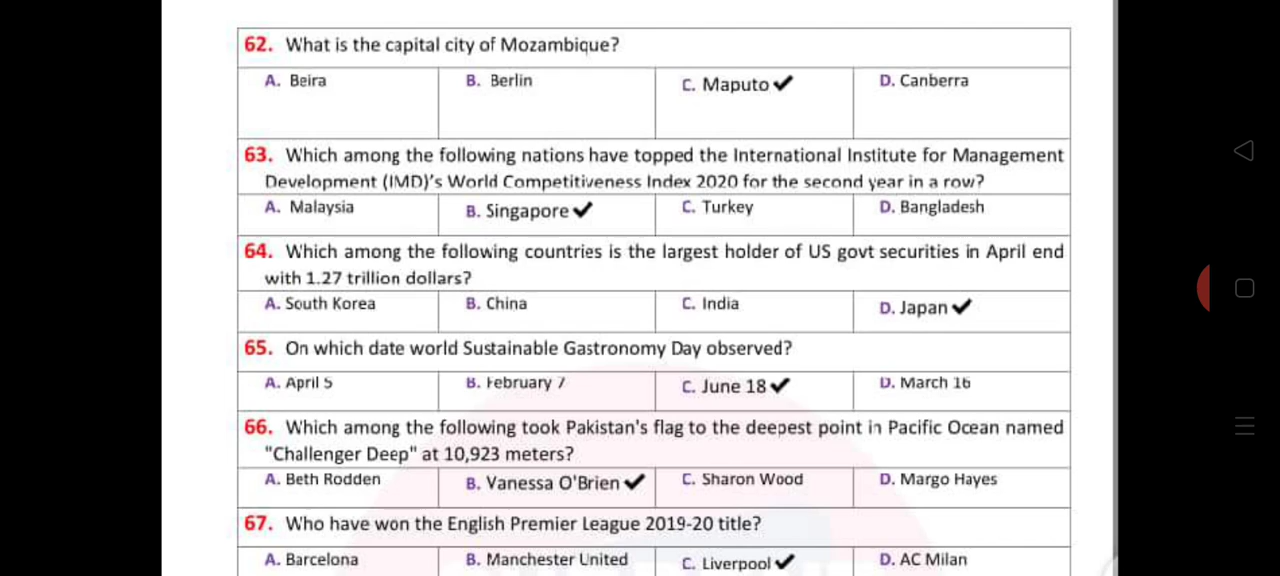 62. What is the capital city of Mozambique?
A. Beira B. Berlin C. Maputo ✔ D. Canberra
63. Which among the following nations have topped the International Institute for Management
Development (IMD)'s World Competitiveness Index 2020 for the second year in a row?
A. Malaysia B. Singapore ✔ C. Turkey D. Bangladesh
64. Which among the following countries is the largest holder of US govt securities in April end
with 1.27 trillion dollars?
A. South Korea B. China C. India D. Japan ✔
65. On which date world Sustainable Gastronomy Day observed?
A. April 5 B. February 7 C. June 18 ✔ D. March 16
66. Which among the following took Pakistan's flag to the deepest point in Pacific Ocean named
"Challenger Deep" at 10,923 meters?
A. Beth Rodden B. Vanessa O'Brien ✔ C. Sharon Wood D. Margo Hayes
67. Who have won the English Premier League 2019-20 title?
A. Barcelona B. Manchester United C. Liverpool ✔ D. AC Milan